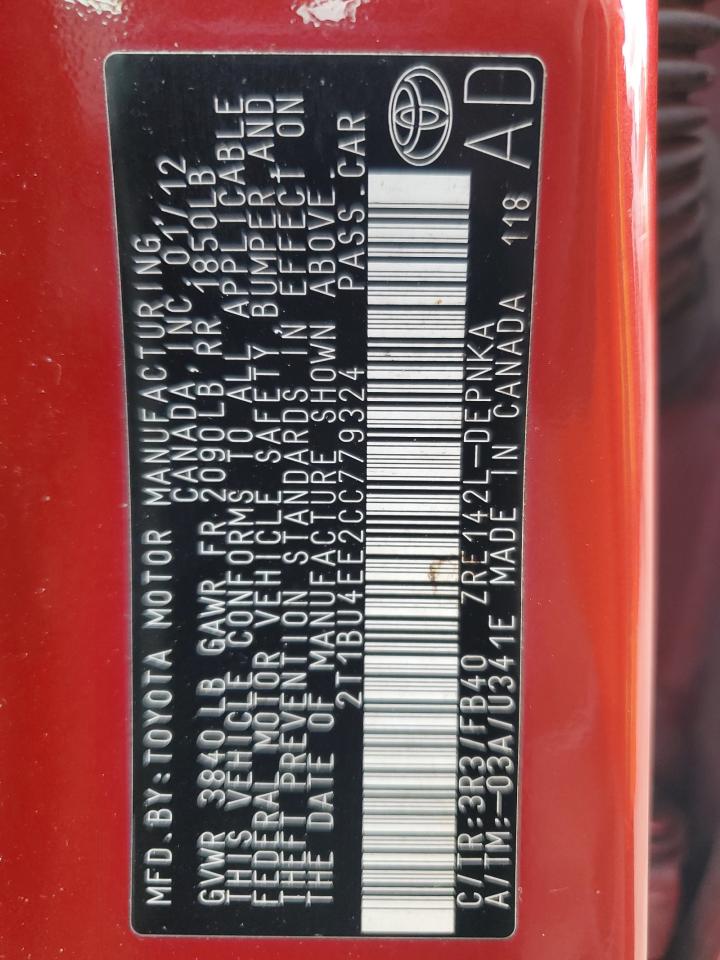 MFD.BY:TOYOTA MOTOR MANUFACTURING
CANADA, INC 01/12
GVWR 3840LB GAWR FR 2090LB RR 1850LB
THIS VEHICLE CONFORMS TO ALL APPLICABLE
FEDERAL MOTOR VEHICLE SAFETY, BUMPER AND
THEFT PREVENTION STANDARDS IN EFFECT ON
THE DATE OF MANUFACTURE SHOWN ABOVE.
2T1BU4EE2CC779324 PASS.CAR
C/TR:3R3/FB40 ZRE142L-DEPNKA
A/TM:-03A/U341E MADE IN CANADA 118
AD